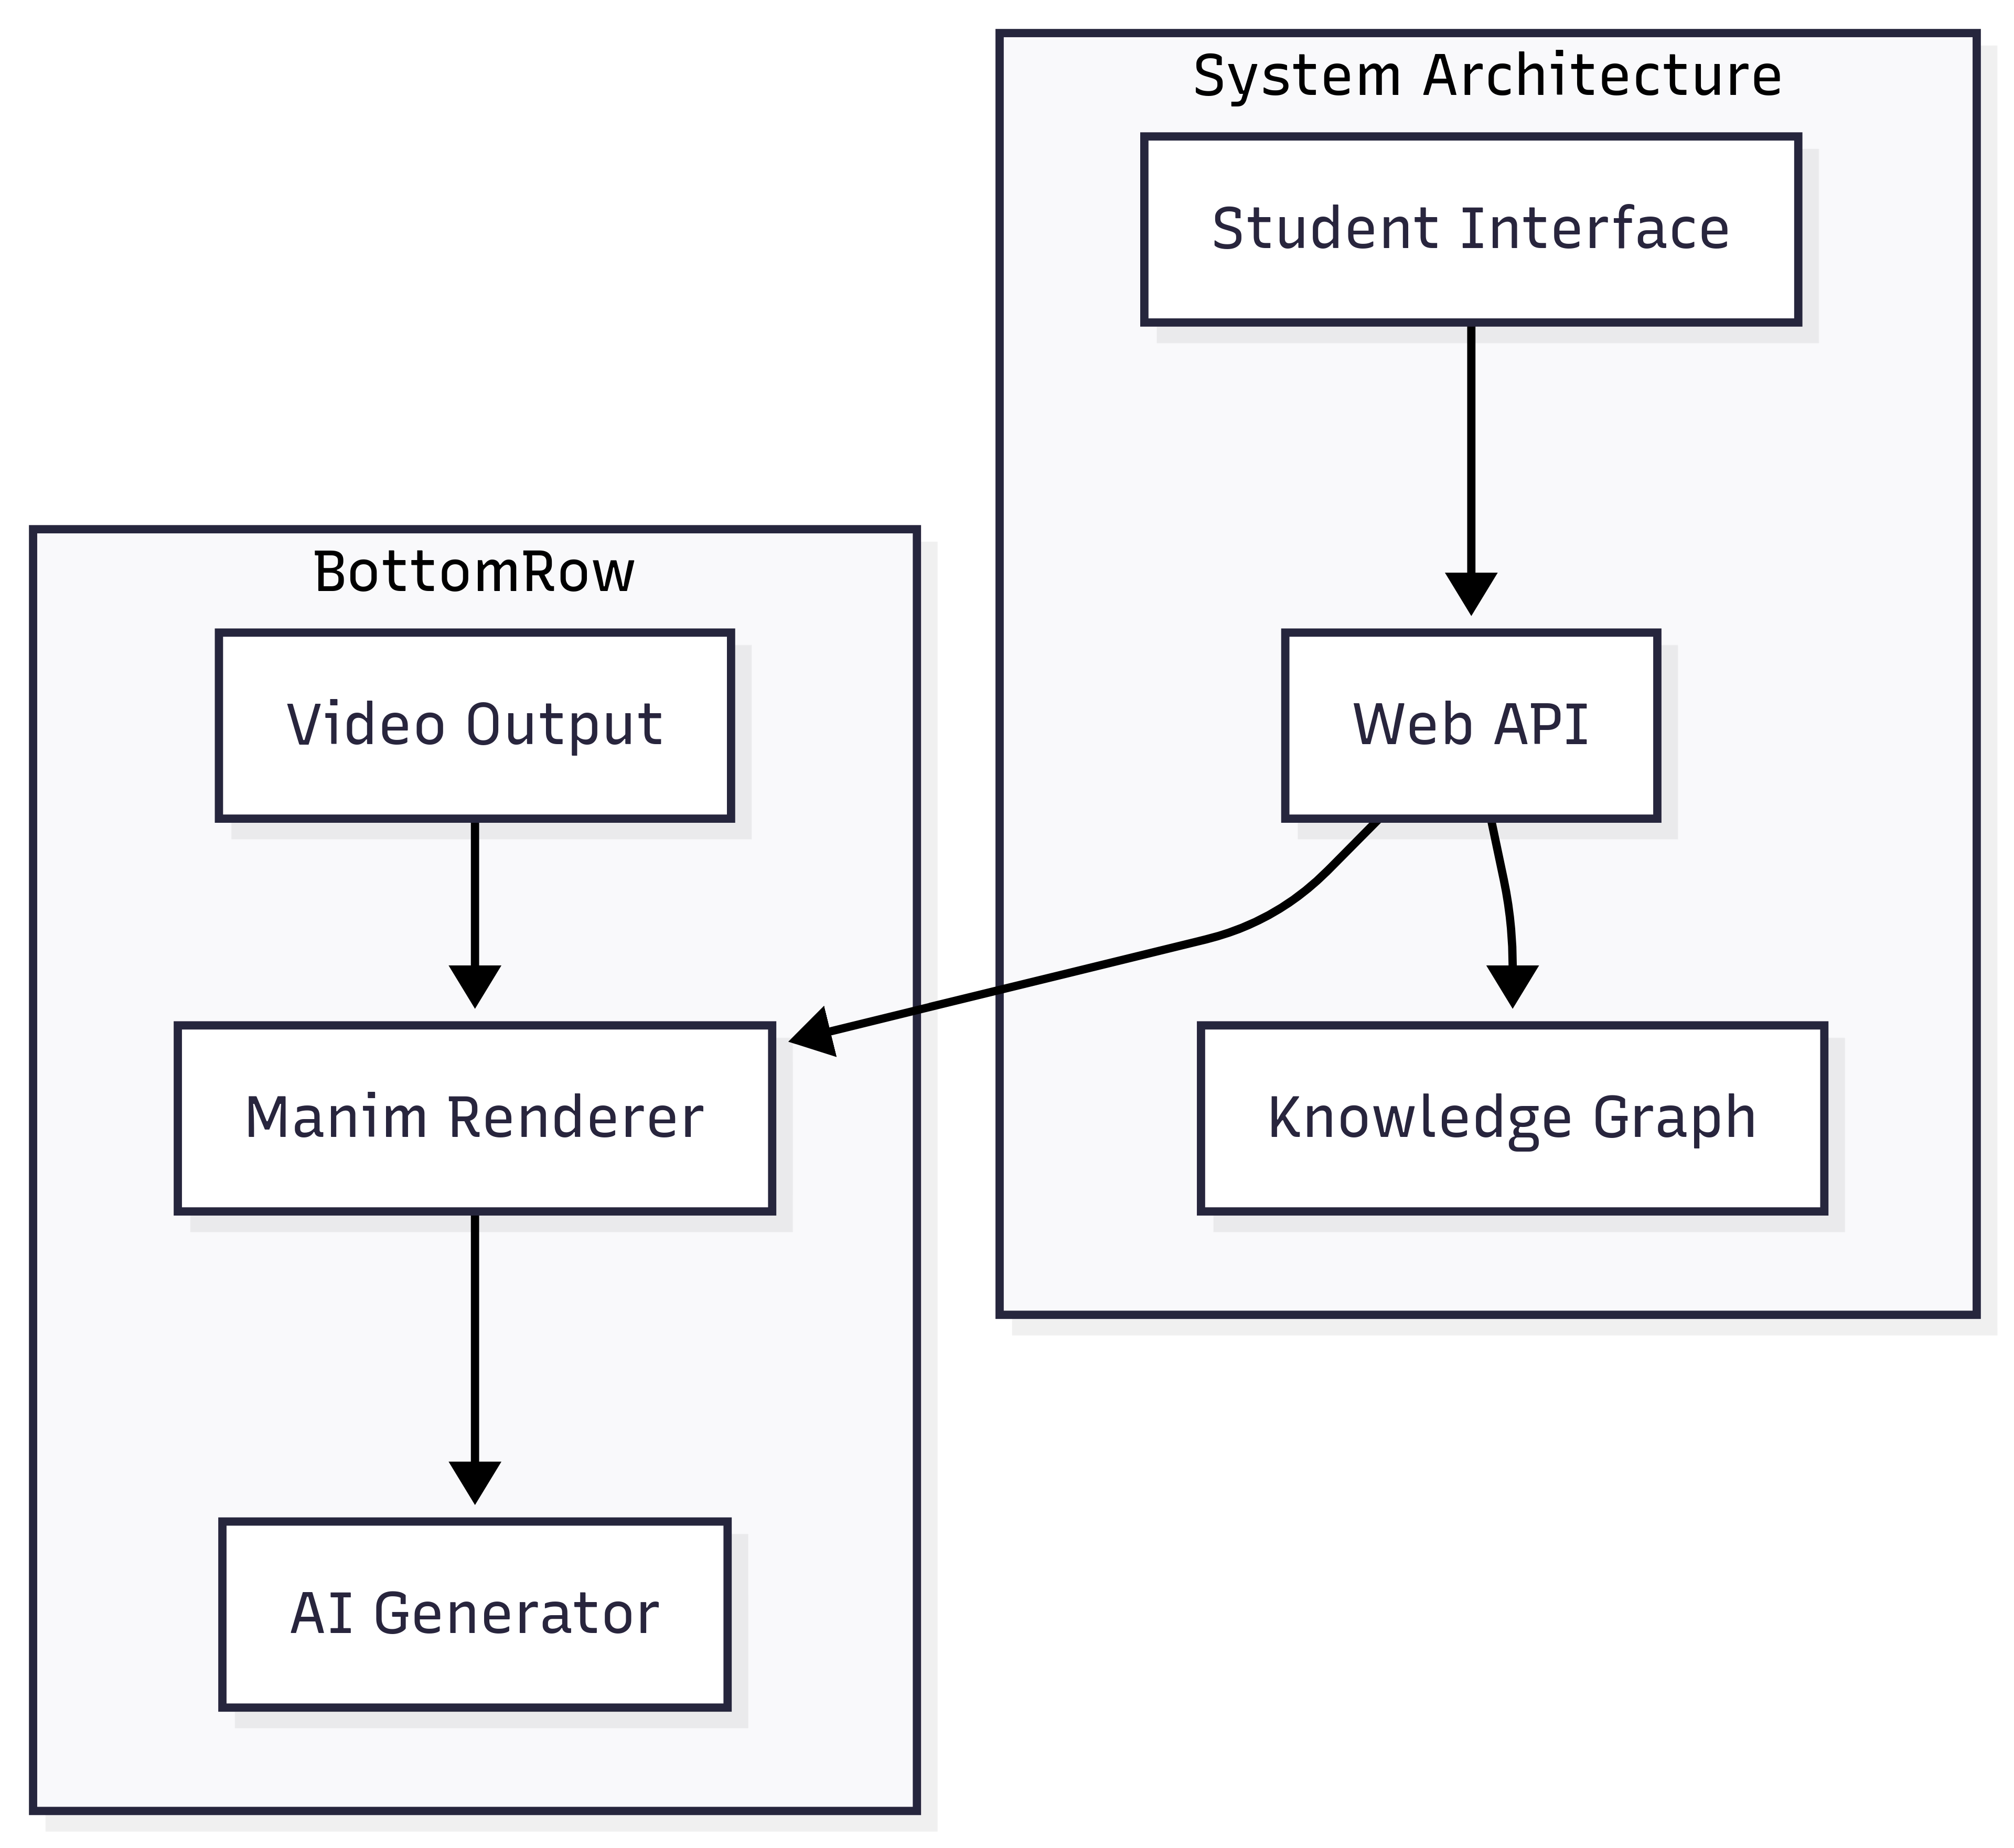 System Architecture
Student Interface
Web API
Knowledge Graph
BottomRow
Video Output
Manim Renderer
AI Generator